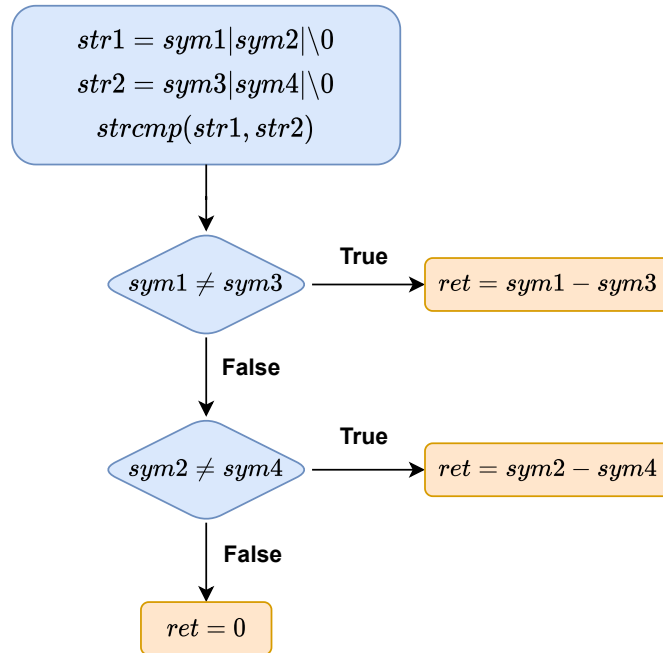 str1 = sym1|sym2|\0
str2 = sym3|sym4|\0
strcmp(str1, str2)
sym1 ≠ sym3
True
ret = sym1 − sym3
False
sym2 ≠ sym4
True
ret = sym2 − sym4
False
ret = 0